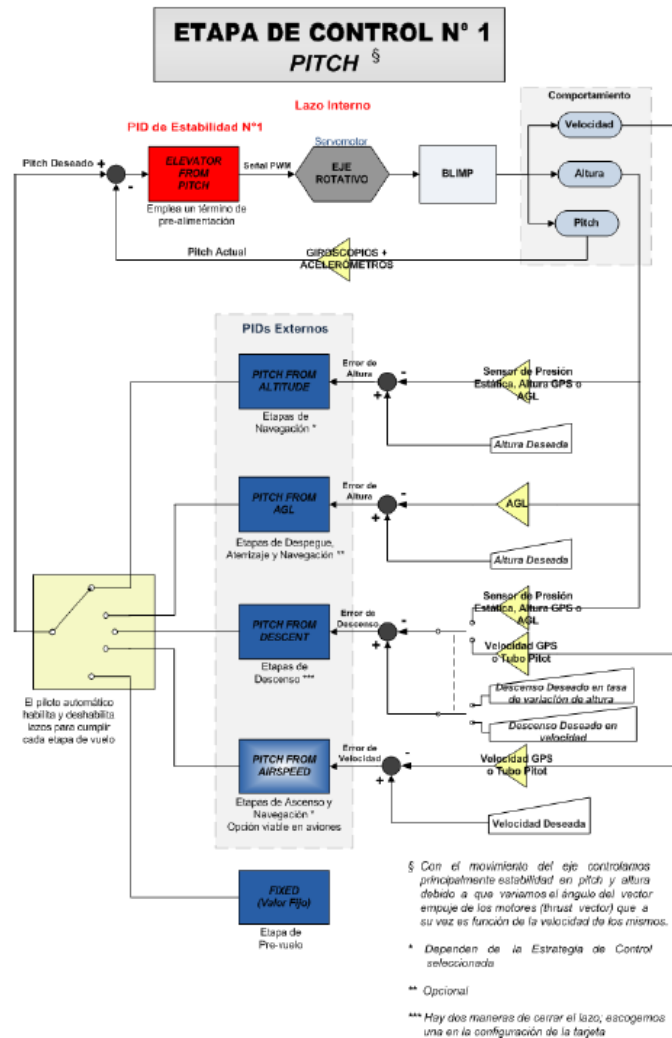 ETAPA DE CONTROL N° 1
PITCH §
Lazo Interno
PID de Estabilidad N°1
Comportamiento
Pitch Deseado
+
-
ELEVATOR
FROM
PITCH
Señal PWM
Servomotor
EJE
ROTATIVO
BLIMP
Velocidad
Altura
Pitch
Emplea un término de
pre-alimentación
Pitch Actual
GIROSCOPIOS +
ACELERÓMETROS
PIDs Externos
PITCH FROM
ALTITUDE
Error de
Altura
-
+
Sensor de Presión
Estática, Altura GPS o
AGL
Etapas de
Navegación *
Altura Deseada
PITCH FROM
AGL
Error de
Altura
-
+
AGL
Etapas de Despegue,
Aterrizaje y Navegación **
Altura Deseada
PITCH FROM
DESCENT
Error de
Descenso
-
+
Sensor de Presión
Estática, Altura GPS o
AGL
Velocidad GPS
o Tubo Pitot
Etapas de
Descenso ***
Descenso Deseado en tasa
de variación de altura
Descenso Deseado en
velocidad
El piloto automático
habilita y deshabilita
lazos para cumplir
cada etapa de vuelo
PITCH FROM
AIRSPEED
Error de
Velocidad
-
+
Velocidad GPS
o Tubo Pitot
Etapas de Ascenso y
Navegación *
Opción viable en aviones
Velocidad Deseada
FIXED
(Valor Fijo)
Etapa de
Pre-vuelo
§ Con el movimiento del eje controlamos
principalmente estabilidad en pitch y altura
debido a que variamos el ángulo del vector
empuje de los motores (thrust vector) que a
su vez es función de la velocidad de los mismos.
* Dependen de la Estrategia de Control
seleccionada
** Opcional
*** Hay dos maneras de cerrar el lazo; escogemos
una en la configuración de la tarjeta